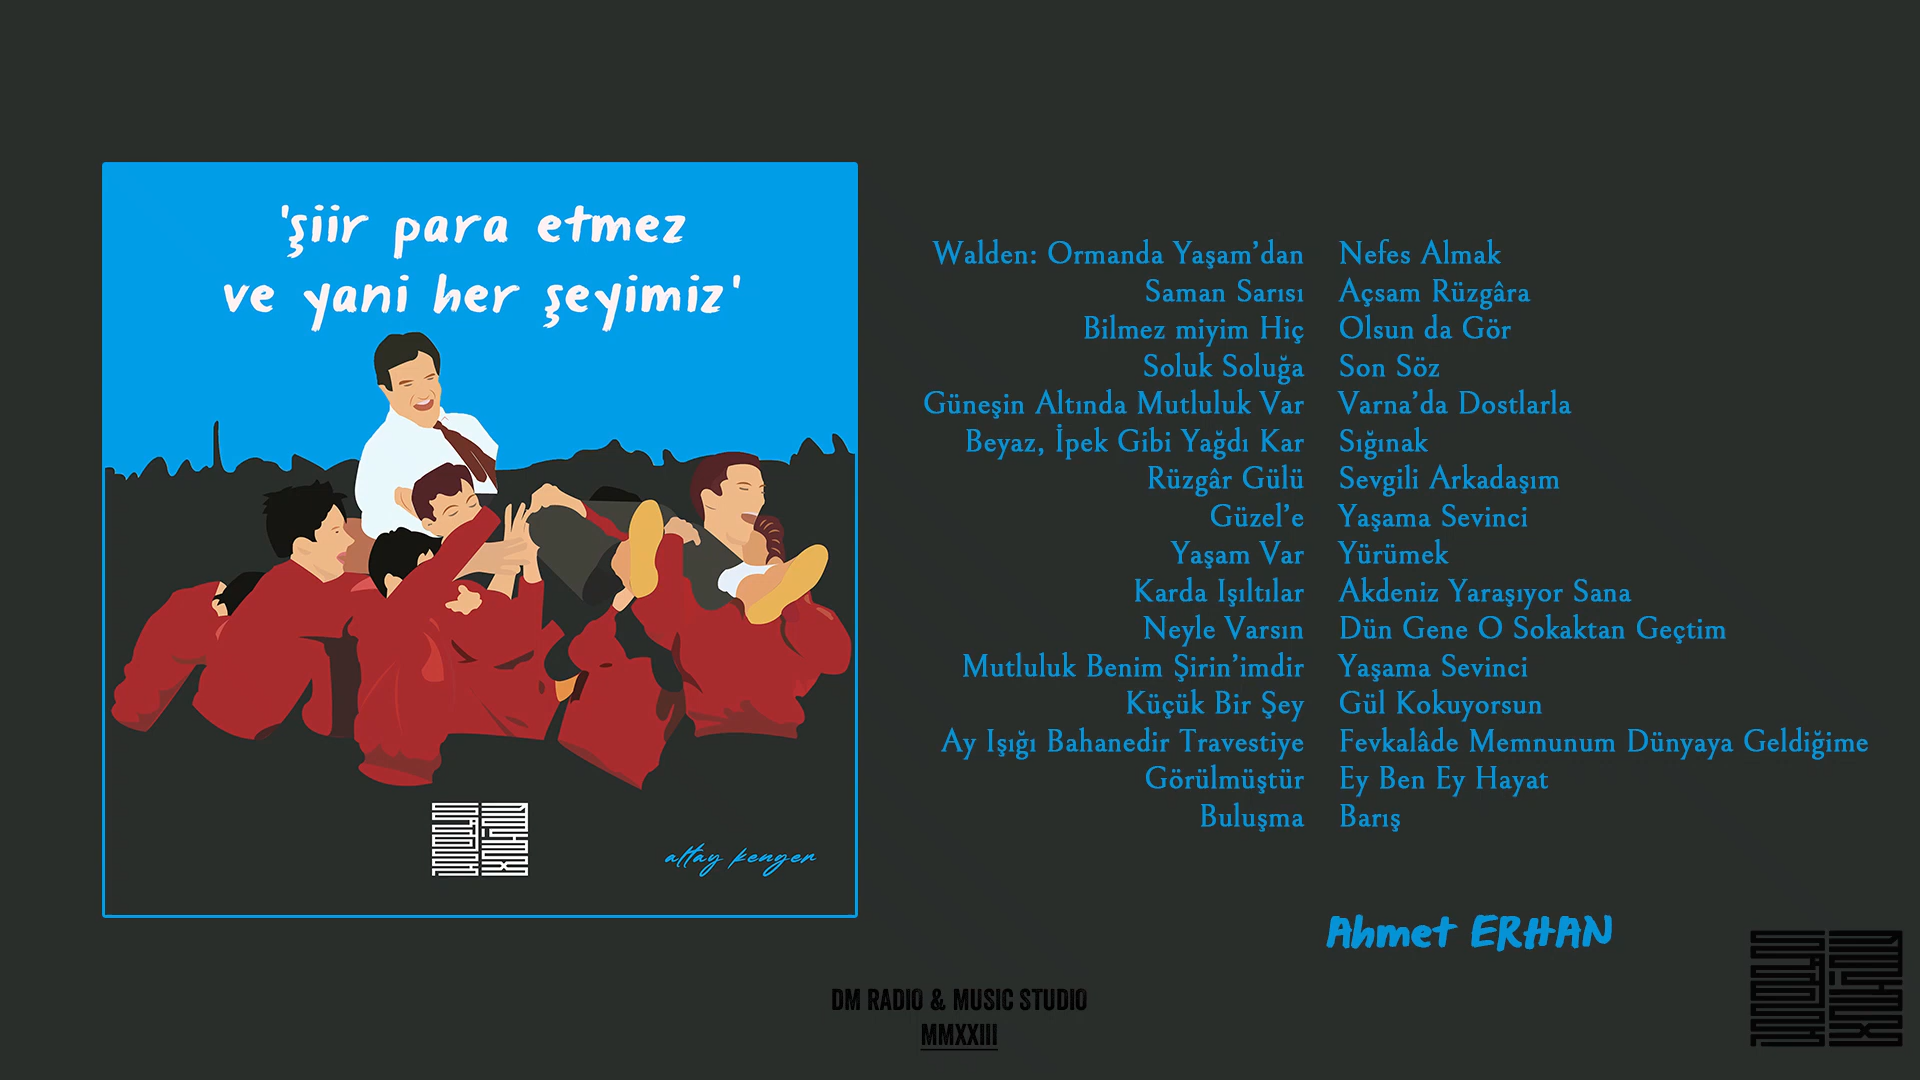 'şiir para etmez
ve yani her şeyimiz'
altay kenger
Walden: Ormanda Yaşam’dan
Saman Sarısı
Bilmez miyim Hiç
Soluk Soluğa
Güneşin Altında Mutluluk Var
Beyaz, İpek Gibi Yağdı Kar
Rüzgâr Gülü
Güzel’e
Yaşam Var
Karda Işıltılar
Neyle Varsın
Mutluluk Benim Şirin’imdir
Küçük Bir Şey
Ay Işığı Bahanedir Travestiye
Görülmüştür
Buluşma
Nefes Almak
Açsam Rüzgâra
Olsun da Gör
Son Söz
Varna’da Dostlarla
Sığınak
Sevgili Arkadaşım
Yaşama Sevinci
Yürümek
Akdeniz Yaraşıyor Sana
Dün Gene O Sokaktan Geçtim
Yaşama Sevinci
Gül Kokuyorsun
Fevkalâde Memnunum Dünyaya Geldiğime
Ey Ben Ey Hayat
Barış
Ahmet ERHAN
DM RADIO & MUSIC STUDIO
MMXXIII